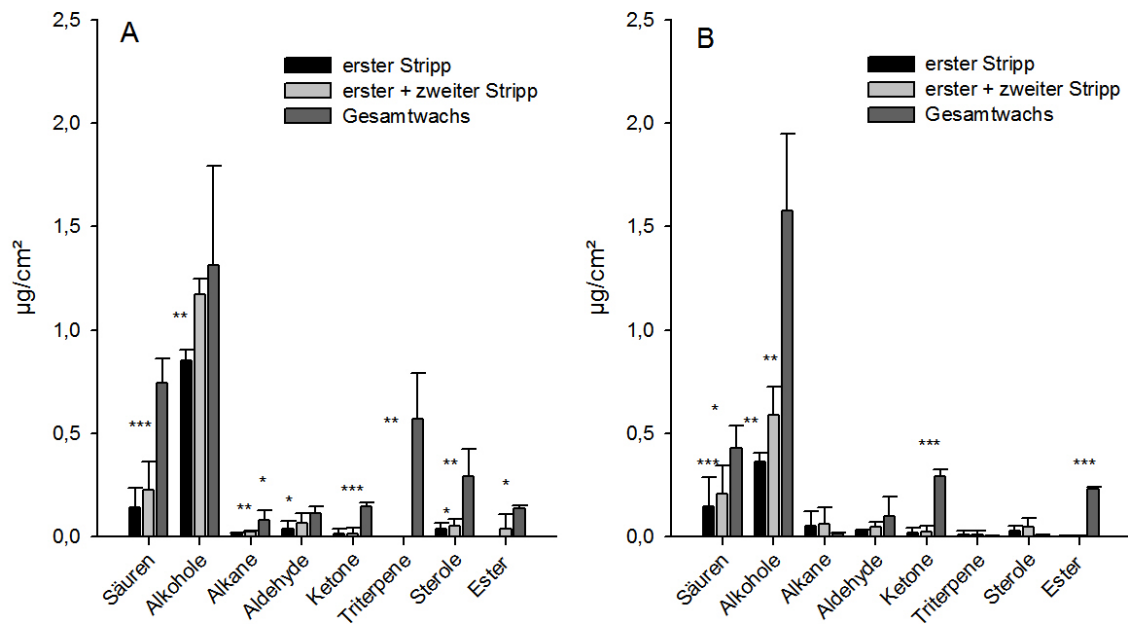 A
erster Stripp
erster + zweiter Stripp
Gesamtwachs
2,5
2,0
1,5
1,0
0,5
0,0
µg/cm²
**
***
*
**
*
***
**
**
*
*
Säuren
Alkohole
Alkane
Aldehyde
Ketone
Triterpene
Sterole
Ester
B
erster Stripp
erster + zweiter Stripp
Gesamtwachs
2,5
2,0
1,5
1,0
0,5
0,0
µg/cm²
**
*
**
***
***
***
Säuren
Alkohole
Alkane
Aldehyde
Ketone
Triterpene
Sterole
Ester